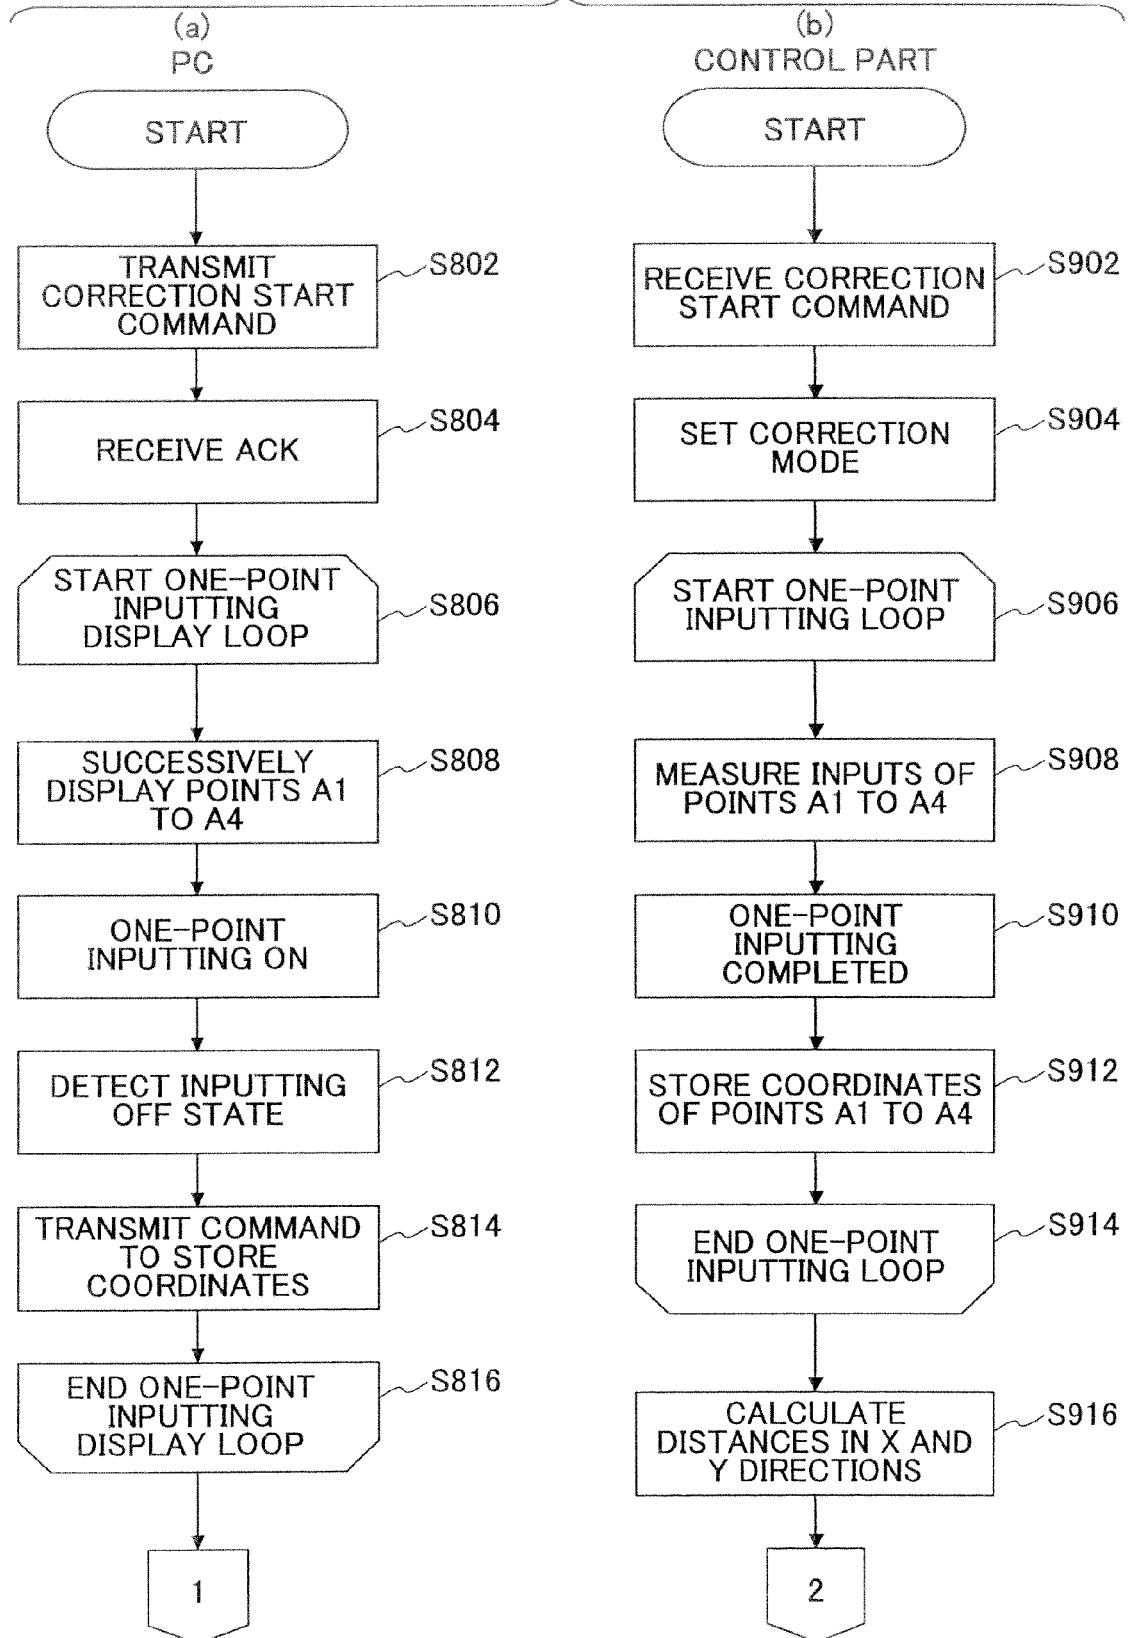 (a)
PC
START
TRANSMIT
CORRECTION START
COMMAND
S802
RECEIVE ACK
S804
START ONE-POINT
INPUTTING
DISPLAY LOOP
S806
SUCCESSIVELY
DISPLAY POINTS A1
TO A4
S808
ONE-POINT
INPUTTING ON
S810
DETECT INPUTTING
OFF STATE
S812
TRANSMIT COMMAND
TO STORE
COORDINATES
S814
END ONE-POINT
INPUTTING
DISPLAY LOOP
S816
1
(b)
CONTROL PART
START
RECEIVE CORRECTION
START COMMAND
S902
SET CORRECTION
MODE
S904
START ONE-POINT
INPUTTING LOOP
S906
MEASURE INPUTS OF
POINTS A1 TO A4
S908
ONE-POINT
INPUTTING
COMPLETED
S910
STORE COORDINATES
OF POINTS A1 TO A4
S912
END ONE-POINT
INPUTTING LOOP
S914
CALCULATE
DISTANCES IN X AND
Y DIRECTIONS
S916
2